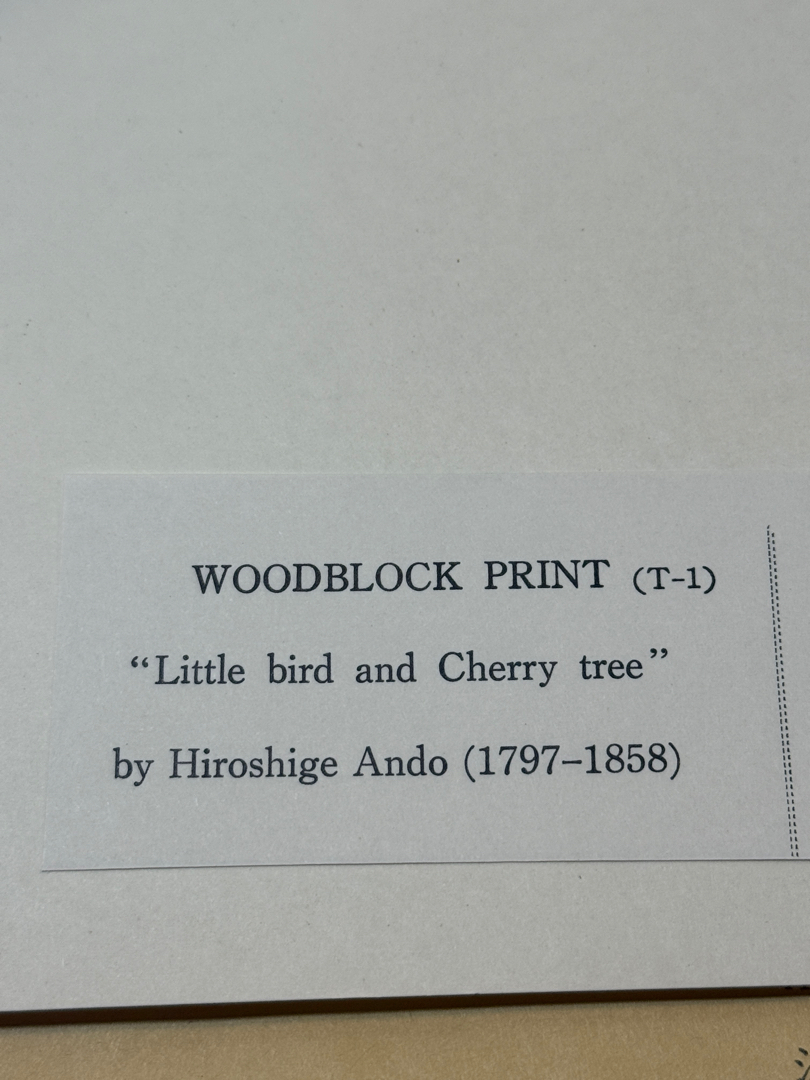 WOODBLOCK PRINT (T-1)
“Little bird and Cherry tree”
by Hiroshige Ando (1797–1858)